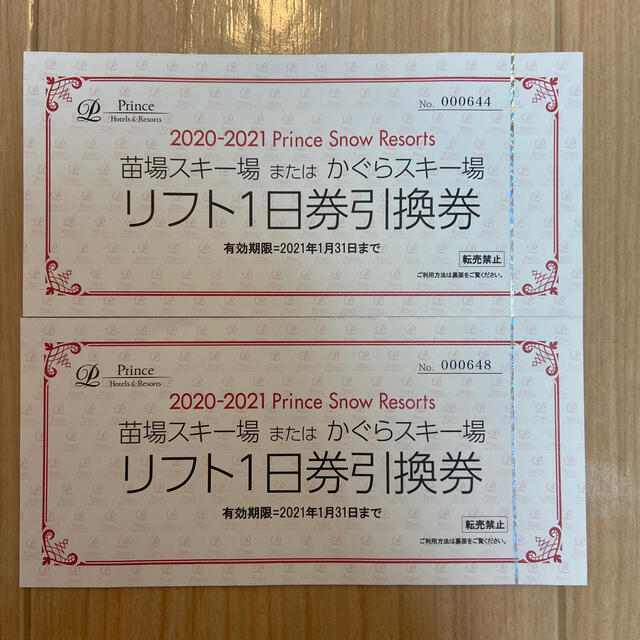 Prince
Hotels & Resorts
No. 000644
2020-2021 Prince Snow Resorts
苗場スキー場 または かぐらスキー場
リフト1日券引換券
有効期限=2021年1月31日まで
転売禁止
ご利用方法は裏面をご覧ください。
Prince
Hotels & Resorts
No. 000648
2020-2021 Prince Snow Resorts
苗場スキー場 または かぐらスキー場
リフト1日券引換券
有効期限=2021年1月31日まで
転売禁止
ご利用方法は裏面をご覧ください。